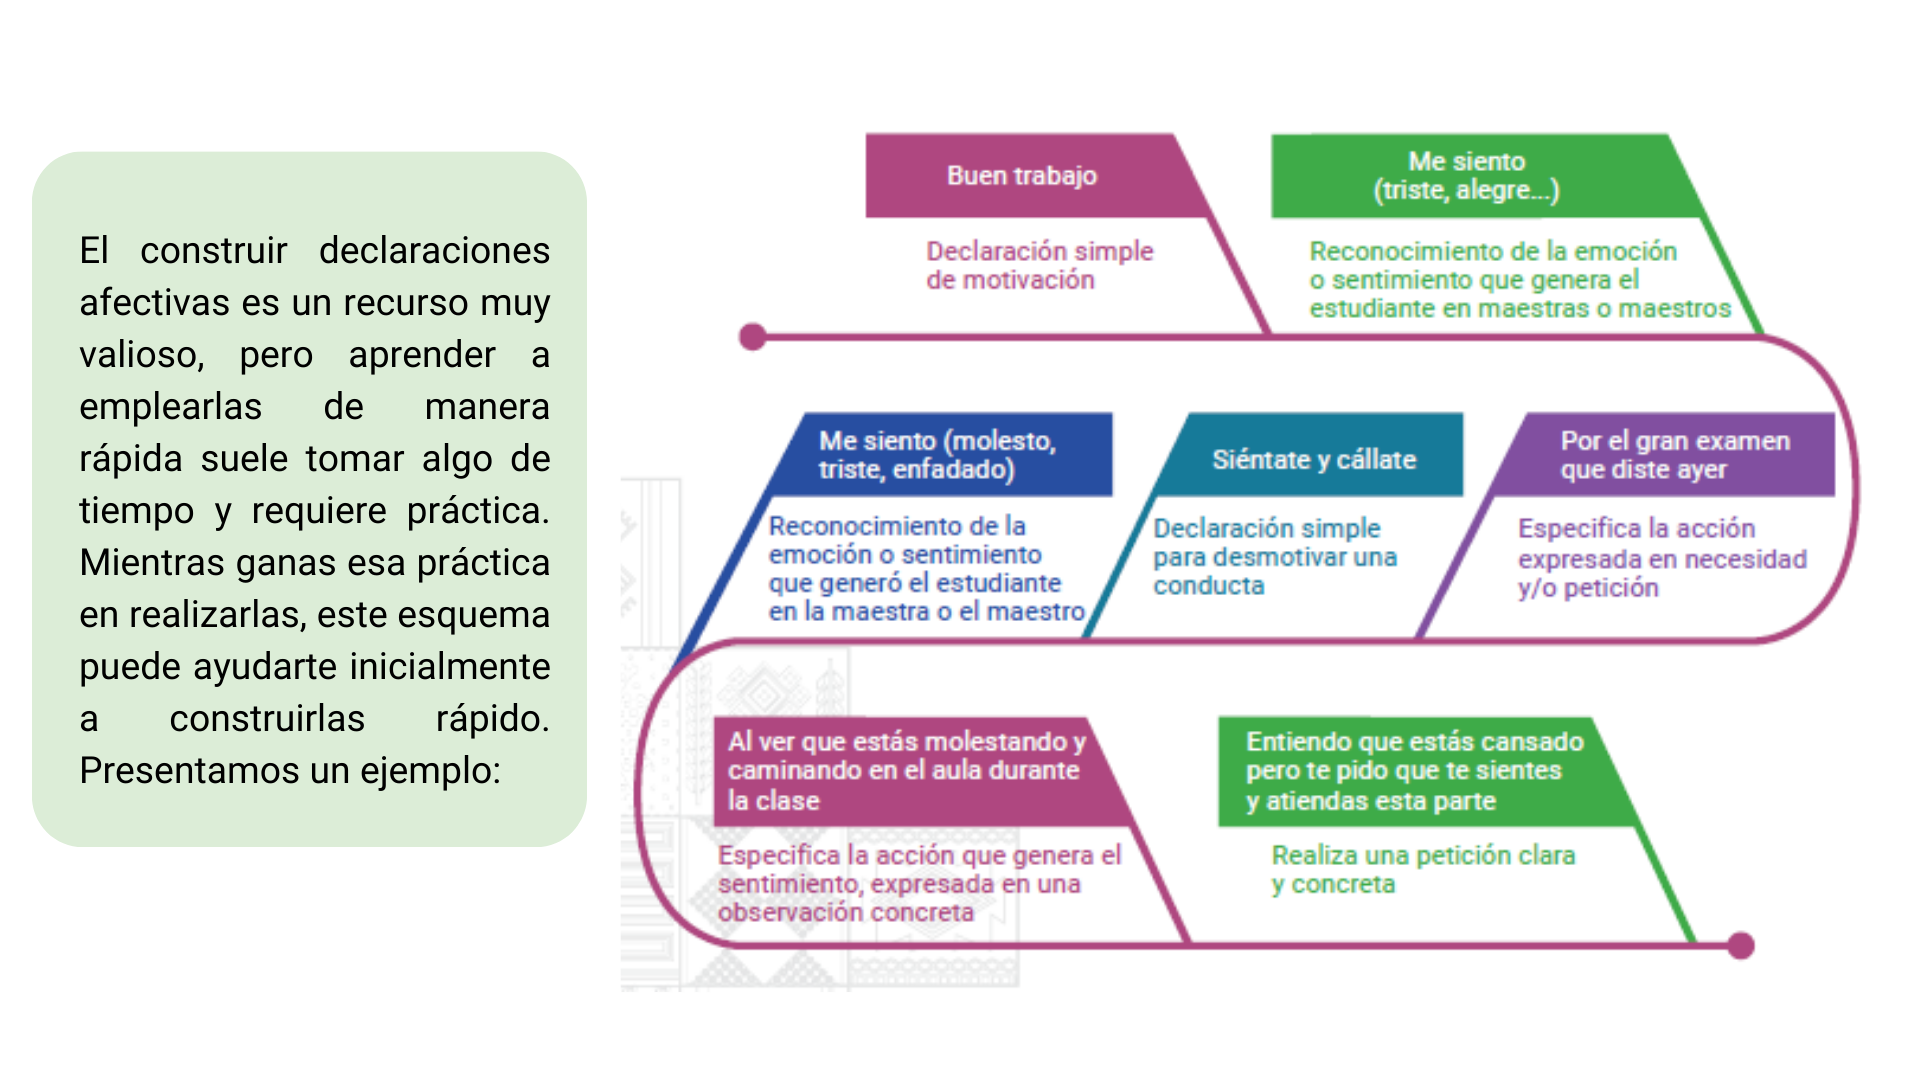 El construir declaraciones
afectivas es un recurso muy
valioso, pero aprender a
emplearlas de manera
rápida suele tomar algo de
tiempo y requiere práctica.
Mientras ganas esa práctica
en realizarlas, este esquema
puede ayudarte inicialmente
a construirlas rápido.
Presentamos un ejemplo:
Buen trabajo
Declaración simple
de motivación
Me siento
(triste, alegre...)
Reconocimiento de la emoción
o sentimiento que genera el
estudiante en maestras o maestros
Por el gran examen
que diste ayer
Especifica la acción
expresada en necesidad
y/o petición
Siéntate y cállate
Declaración simple
para desmotivar una
conducta
Me siento (molesto,
triste, enfadado)
Reconocimiento de la
emoción o sentimiento
que generó el estudiante
en la maestra o el maestro
Al ver que estás molestando y
caminando en el aula durante
la clase
Especifica la acción que genera el
sentimiento, expresada en una
observación concreta
Entiendo que estás cansado
pero te pido que te sientes
y atiendas esta parte
Realiza una petición clara
y concreta